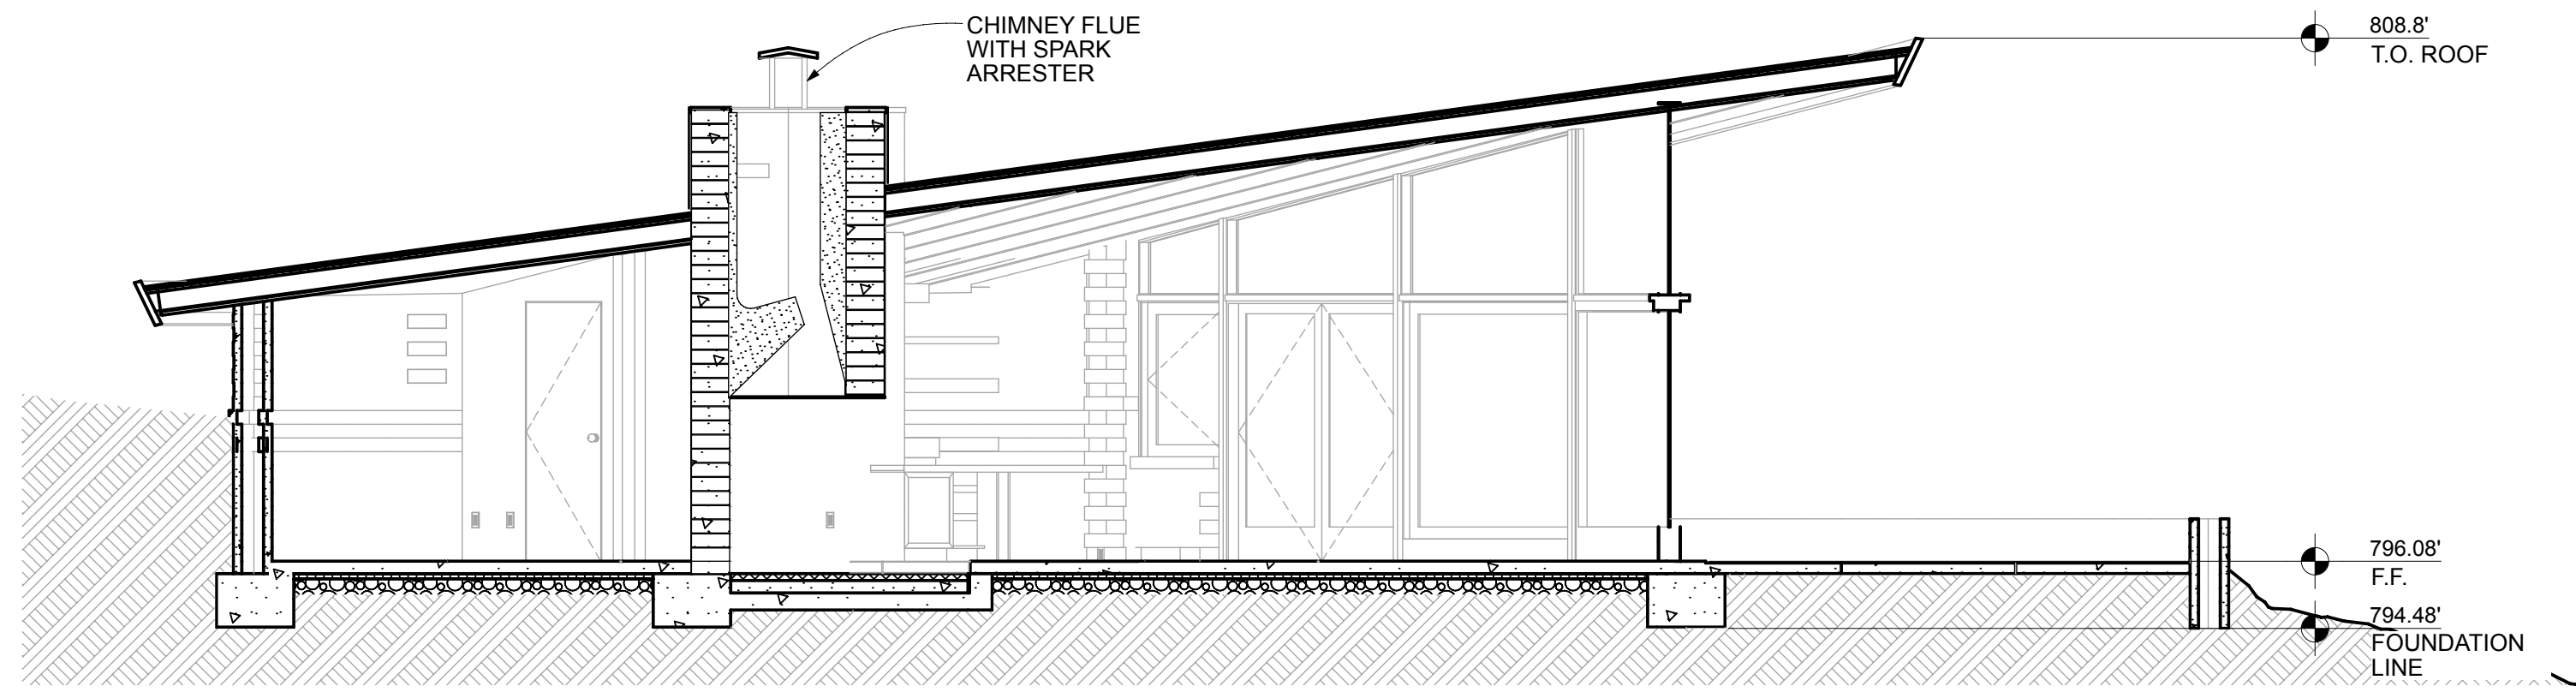 CHIMNEY FLUE
WITH SPARK
ARRESTER
808.8'
T.O. ROOF
796.08'
F.F.
794.48'
FOUNDATION
LINE